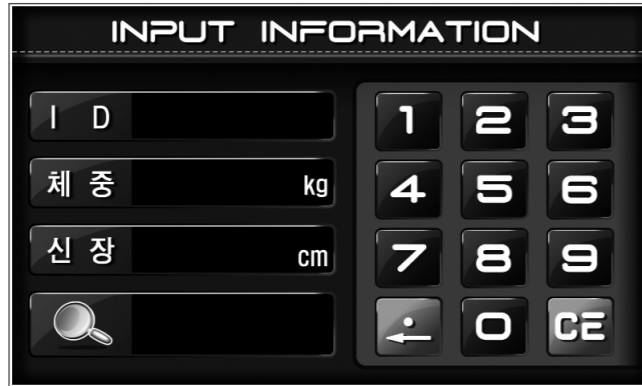 INPUT INFORMATION
I D
체 중 kg
신 장 cm
1 2 3
4 5 6
7 8 9
0 CE